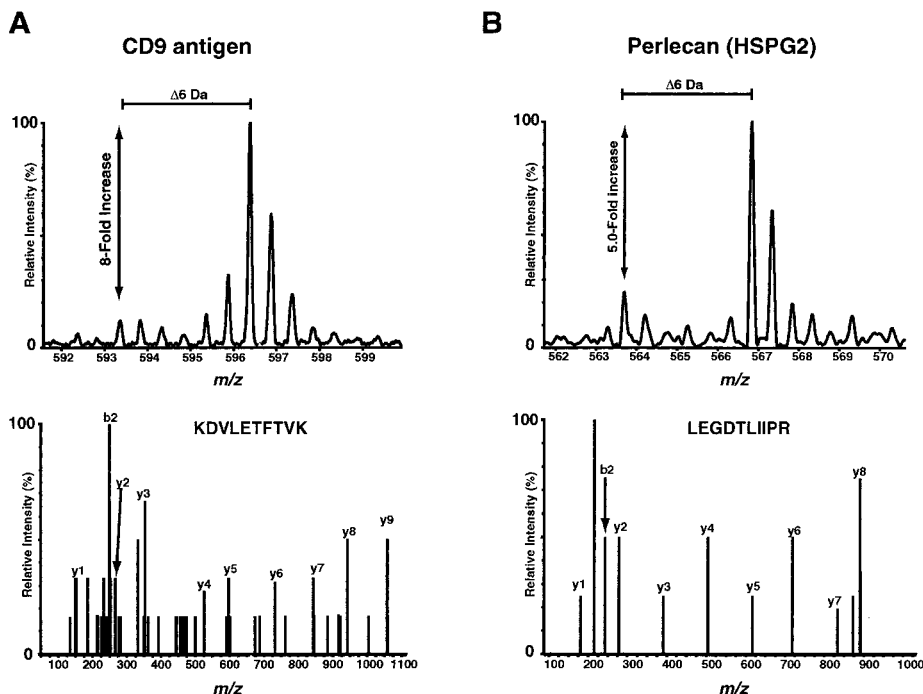 A
CD9 antigen
Δ6 Da
100
8-Fold Increase
Relative Intensity (%)
0
592 593 594 595 596 597 598 599
m/z
100
KDVLETFTVK
b2
y2
y3
y9
y8
y1
y4
y5
y6
y7
Relative Intensity (%)
0
100 200 300 400 500 600 700 800 900 1000 1100
m/z
B
Perlecan (HSPG2)
Δ6 Da
100
5.0-Fold increase
Relative Intensity (%)
0
562 563 564 565 566 567 568 569 570
m/z
100
LEGDTLIIPR
b2
y8
y2
y4
y6
y1
y3
y5
y7
Relative Intensity (%)
0
100 200 300 400 500 600 700 800 900 1000
m/z